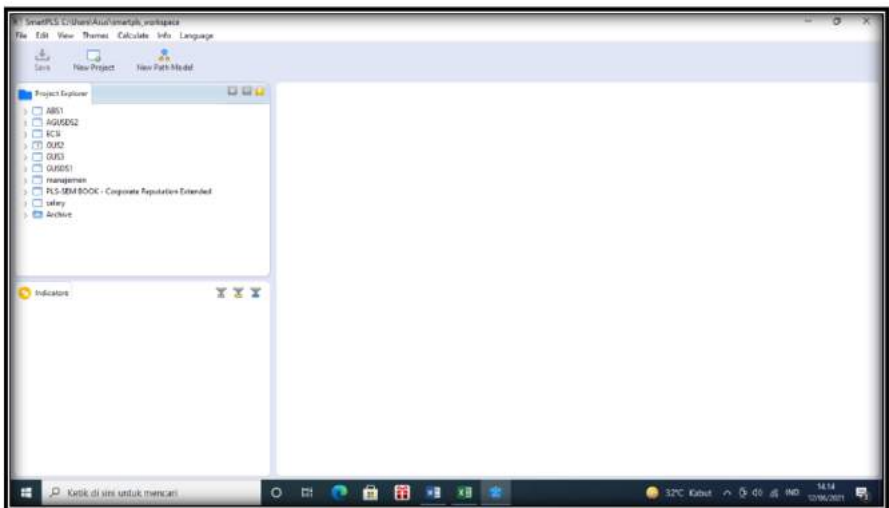 SmartPLS: C:\Users\Asus\smartpls_workspace
File Edit View Themes Calculate Info Language
Save New Project New Path Model
Project Explorer
ABS1
AGUSDS2
ECSI
GUS2
GUS3
GUSDS1
manajemen
PLS-SEM BOOK - Corporate Reputation Extended
salary
Archive
Indicators
Ketik di sini untuk mencari
32°C Kabut
IND
14.14
12/06/2021